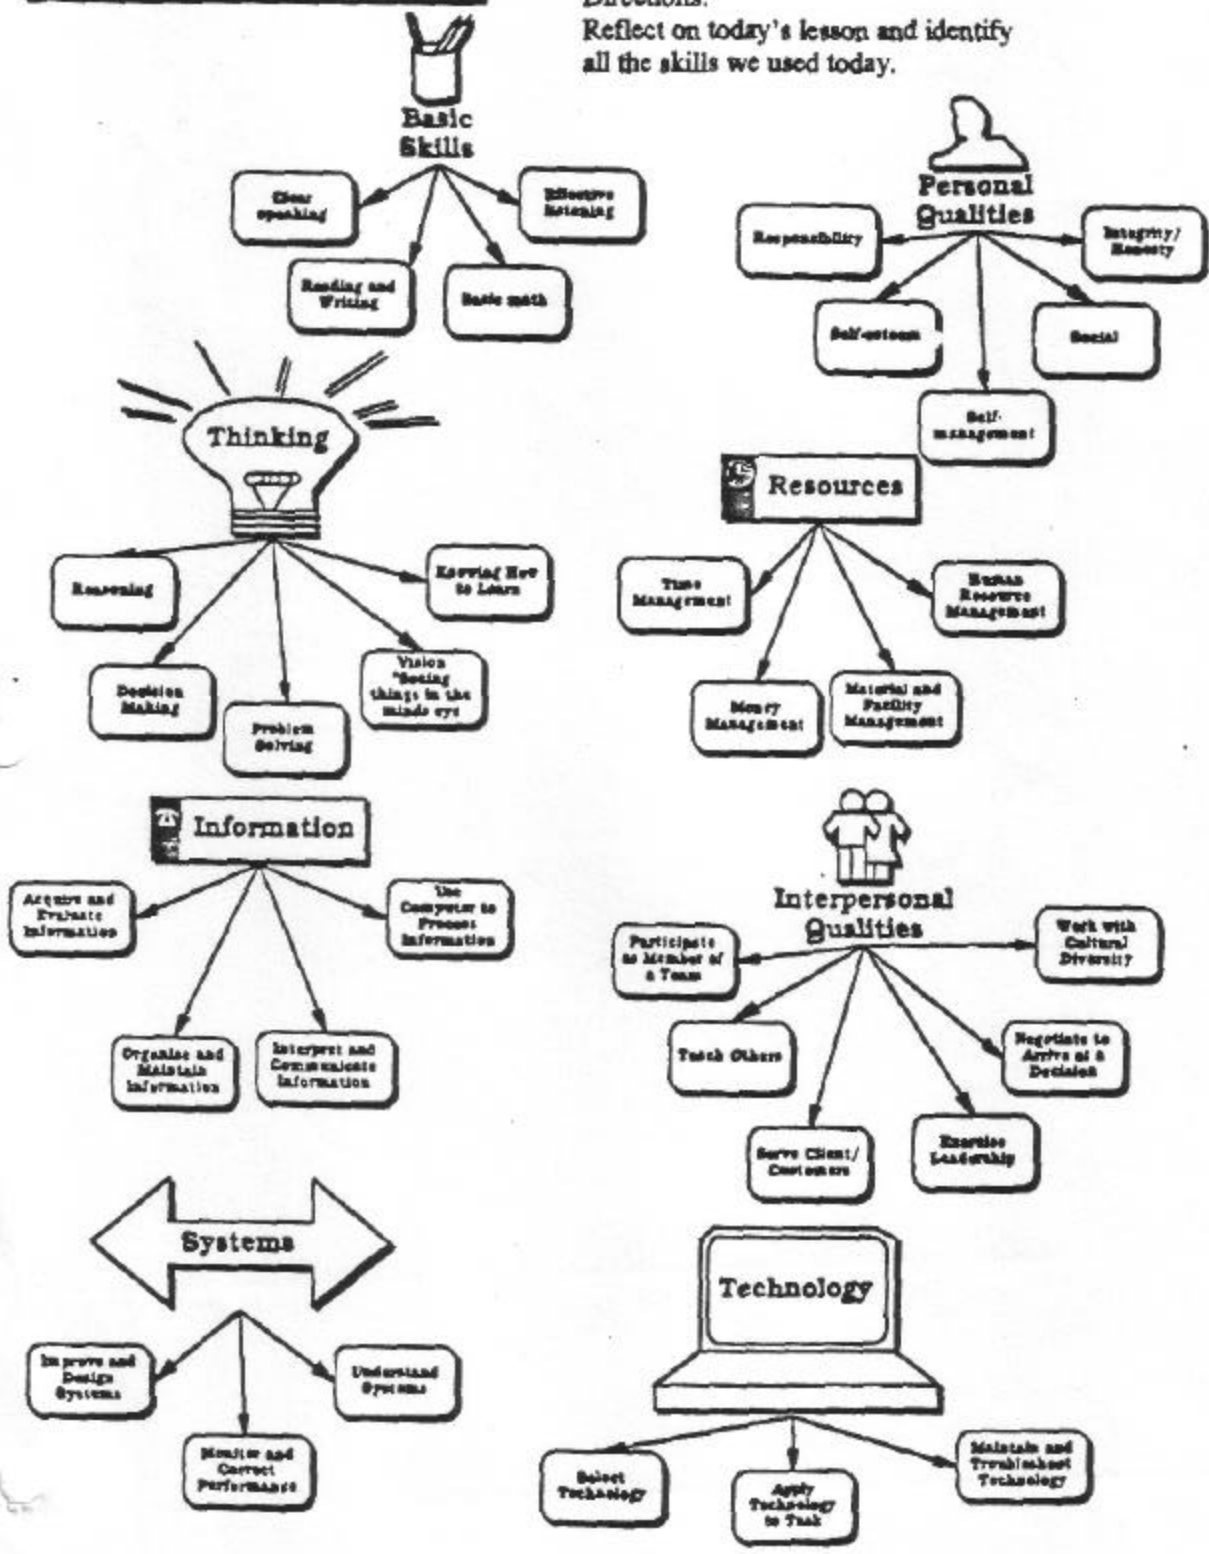 Directions:
Reflect on today's lesson and identify
all the skills we used today.
Basic
Skills
Clear
speaking
Effective
listening
Reading and
Writing
Basic math
Personal
Qualities
Responsibility
Integrity/
Honesty
Self-esteem
Social
Self-
management
Thinking
Reasoning
Knowing How
to Learn
Decision
Making
Vision
"Seeing
things in the
minds eye
Problem
Solving
Resources
Time
Management
Human
Resource
Management
Money
Management
Material and
Facility
Management
Information
Acquire and
Evaluate
Information
Use
Computer to
Process
Information
Organize and
Maintain
Information
Interpret and
Communicate
Information
Interpersonal
Qualities
Participate
as Member of
a Team
Work with
Cultural
Diversity
Teach Others
Negotiate to
Arrive at a
Decision
Serve Client/
Customers
Exercise
Leadership
Systems
Improve and
Design
Systems
Understand
Systems
Monitor and
Correct
Performance
Technology
Select
Technology
Apply
Technology
to Task
Maintain and
Troubleshoot
Technology